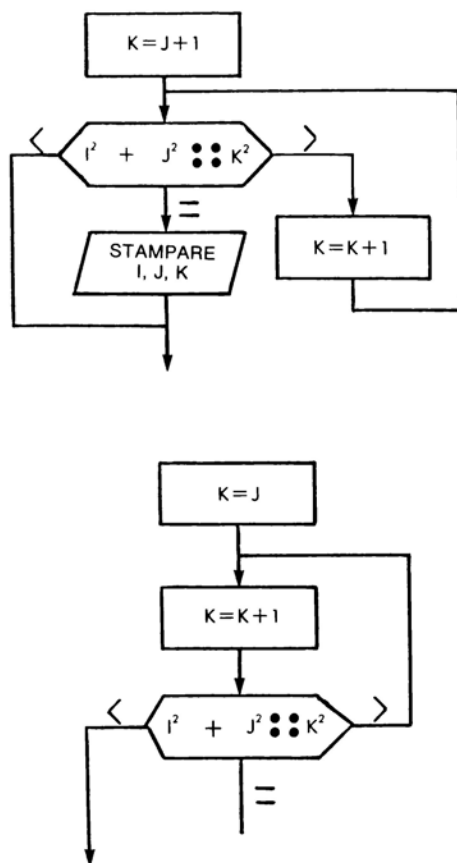 K=J+1
< I² + J² :: K² >
=
STAMPARE
I, J, K
K=K+1
K=J
K=K+1
< I² + J² :: K² >
=